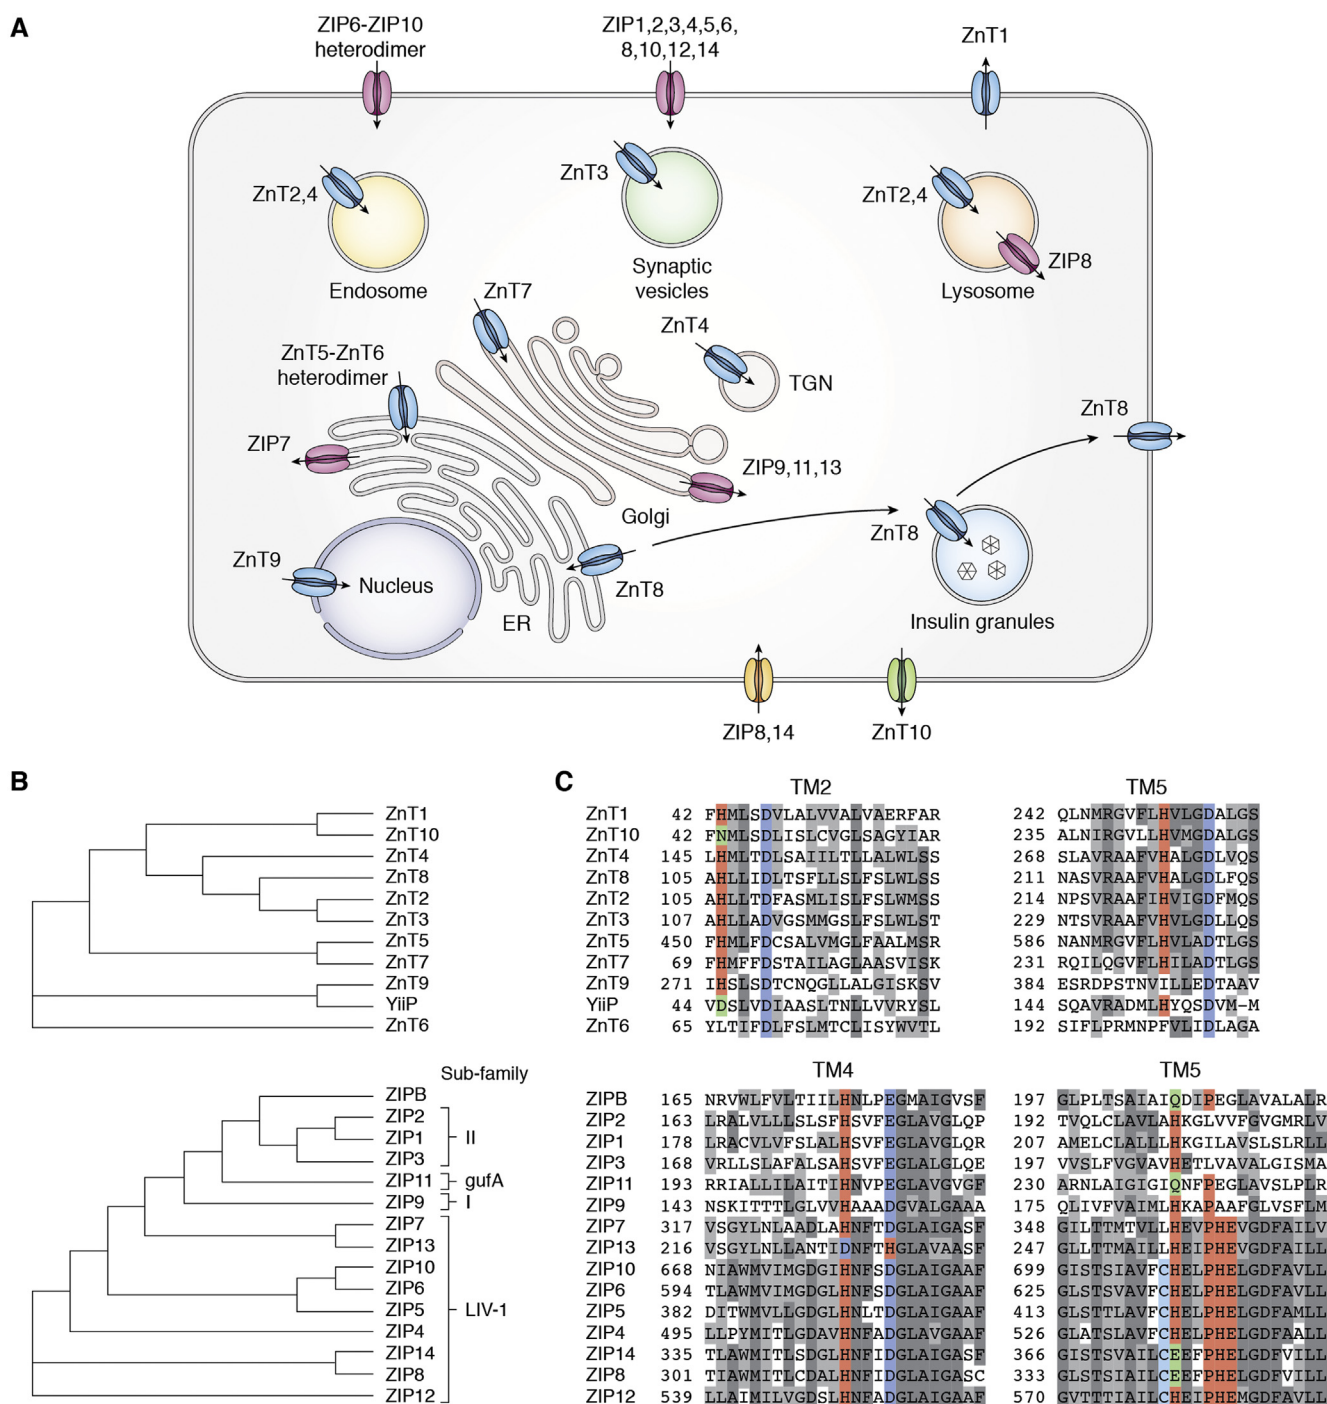 A
ZIP6-ZIP10
heterodimer
ZIP1,2,3,4,5,6,
8,10,12,14
ZnT1
ZnT2,4
Endosome
ZnT3
Synaptic
vesicles
ZnT2,4
ZIP8
Lysosome
ZnT7
ZnT4
TGN
ZnT5-ZnT6
heterodimer
ZIP7
ZIP9,11,13
Golgi
ZnT8
ZnT8
Insulin granules
ZnT9
Nucleus
ER
ZnT8
ZIP8,14
ZnT10
B
ZnT1
ZnT10
ZnT4
ZnT8
ZnT2
ZnT3
ZnT5
ZnT7
ZnT9
YiiP
ZnT6
Sub-family
ZIPB
ZIP2
ZIP1
ZIP3
II
ZIP11
gufA
ZIP9
I
ZIP7
ZIP13
ZIP10
ZIP6
ZIP5
LIV-1
ZIP4
ZIP14
ZIP8
ZIP12
C
TM2 TM5
ZnT1 42 FHMLSDVLALVVALVAERFAR 242 QLNMRGVFLHVLGDALGS
ZnT10 42 FNMLSDLISLCVGLSAGYIAR 235 ALNIRGVLLHVMGDALGS
ZnT4 145 LHMLTDLSAIILTLLALWLSS 268 SLAVRAAFVHALGDLVQS
ZnT8 105 AHLLIDLTSFLLSLFSLWLSS 211 NASVRAAFVHALGDLFQS
ZnT2 105 AHLLTDFASMLISLFSLWMSS 214 NPSVRAAFIHVIGDFMQS
ZnT3 107 AHLLADVGSMMGSLFSLWLST 229 NTSVRAAFVHVLGDLLQS
ZnT5 450 FHMLFDCSALVMGLFAALMSR 586 NANMRGVFLHVLADTLGS
ZnT7 69 FHMFFDSTAILAGLAASVISK 231 RQILQGVFLHILADTLGS
ZnT9 271 IHSLSDTCNQGLLALGISKSV 384 ESRDPSTNVILLEDTAAV
YiiP 44 VDSLVDIAASLTNLLVVRYSL 144 SQAVRADMLHYQSDVM-M
ZnT6 65 YLTIFDLFSLMTCLISYWVTL 192 SIFLPRMNPFVLIDLAGA
TM4 TM5
ZIPB 165 NRVWLFVLTIILHNLPEGMAIGVSF 197 GLPLTSAIALQDIPEGLAVALALR
ZIP2 163 LRALVLLLSLSFHSVFEGLAVGLQP 192 TVQLCLAVLAHKGLVVFGVGMRLV
ZIP1 178 LRACVLVFSLALHSVFEGLAVGLQR 207 AMELCLALLLHKGILAVSLSLRLL
ZIP3 168 VRLLSLAFALSAHSVFEGLALGLQE 197 VVSLFVGVAVHETLVAVALGISMA
ZIP11 193 RRIALLILAITIHNVPEGLAVGVGF 230 ARNLAIGIGIQNFPEGLAVSLPLR
ZIP9 143 NSKITTTLGLVVHAAADGVALGAAA 175 QLIVFVAIMLHKAPAAFGLVSFLM
ZIP7 317 VSGYLNLAADLAHNFTDGLAIGASF 348 GILTTMTVLLHEVPHEVGDFAILV
ZIP13 216 VSGYLNLLANTIDNFTHGLAVAASF 247 GLLTTMAILLHEIPHEVGDFAILL
ZIP10 668 NIAWMVIMGDGIHNFSDGLAIGAAF 699 GISTSIAVFCHELPHELGDFAVLL
ZIP6 594 TLAWMVIMGDGLHNFSDGLAIGAAF 625 GLSTSVAVFCHELPHELGDFAVLL
ZIP5 382 DITWMVLLGDGLHNLTDGLAIGAAF 413 GLSTTLAVFCHELPHELGDFAMLL
ZIP4 495 LLPYMITLGDAVHNFADGLAVGAAF 526 GLATSLAVFCHELPHELGDFAALL
ZIP14 335 TLAWMITLSDGLHNFIDGLAIGASF 366 GISTSVAILCEEFPHELGDFVILL
ZIP8 301 TIAWMITLCDALHNFIDGLAIGASC 333 GLSTSIAILCEEFPHELGDFVILL
ZIP12 539 LLAIMILVGDSLHNFADGLAIGAAF 570 GVTTTIAILCHEIPHEMGDFAVLL